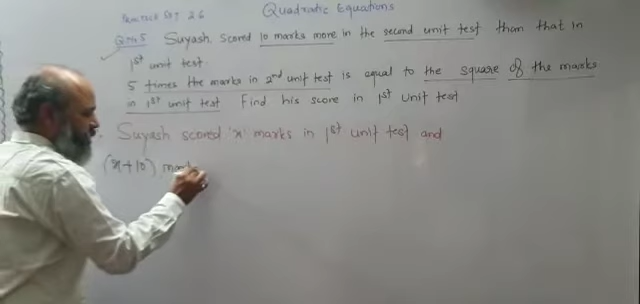 PRACTICE SET 2.6 Quadratic Equations
Q.No.5 Suyash scored 10 marks more in the second unit test than that in
1st unit test.
5 times the marks in 2nd unit test is equal to the square of the marks
in 1st unit test Find his score in 1st unit test
Suyash scored 'x' marks in 1st unit test and
(x+10) marks